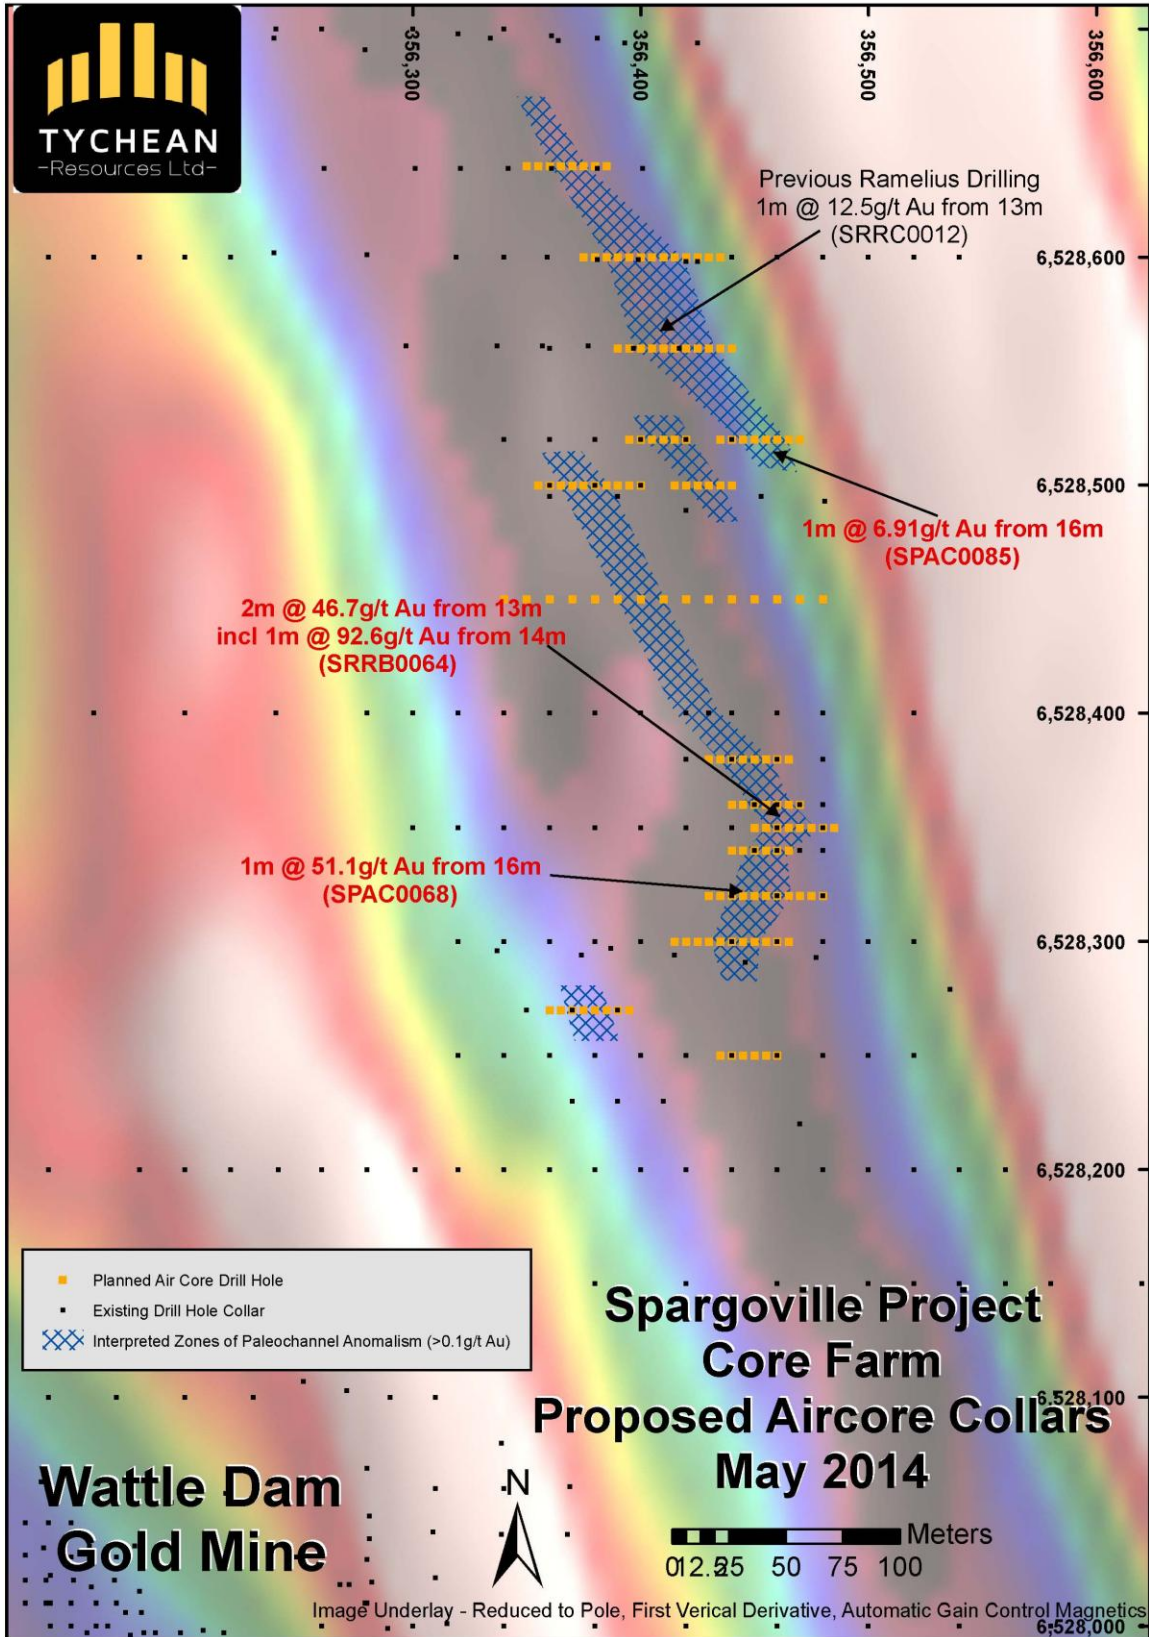 TYCHEAN
-Resources Ltd-
356,300
356,400
356,500
356,600
Previous Ramelius Drilling
1m @ 12.5g/t Au from 13m
(SRRC0012)
6,528,600
6,528,500
1m @ 6.91g/t Au from 16m
(SPAC0085)
2m @ 46.7g/t Au from 13m
incl 1m @ 92.6g/t Au from 14m
(SRRB0064)
6,528,400
1m @ 51.1g/t Au from 16m
(SPAC0068)
6,528,300
6,528,200
Planned Air Core Drill Hole
Existing Drill Hole Collar
Interpreted Zones of Paleochannel Anomalism (>0.1g/t Au)
Spargoville Project
Core Farm
6,528,100
Proposed Aircore Collars
May 2014
Wattle Dam
Gold Mine
N
Meters
0 12.5 25 50 75 100
Image Underlay - Reduced to Pole, First Verical Derivative, Automatic Gain Control Magnetics
6,528,000